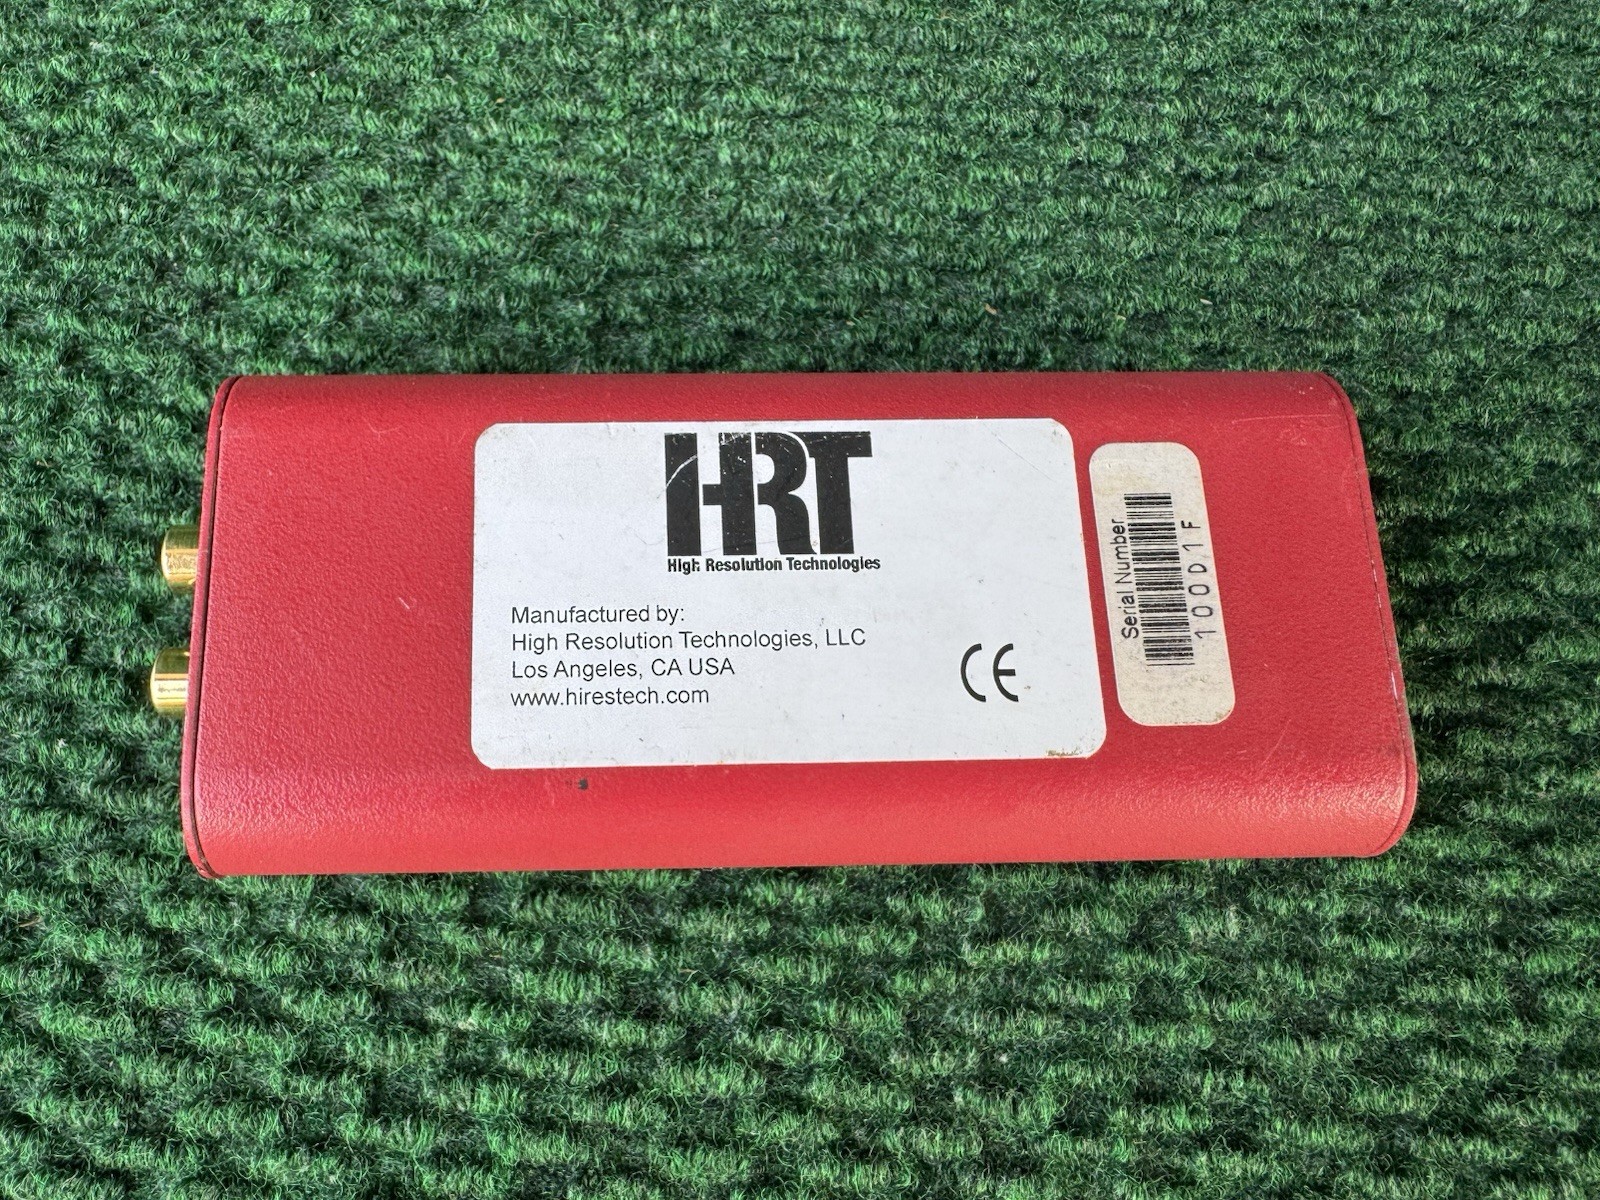 HRT
High Resolution Technologies
Manufactured by:
High Resolution Technologies, LLC
Los Angeles, CA USA
www.hirestech.com
CE
Serial Number
100D1F